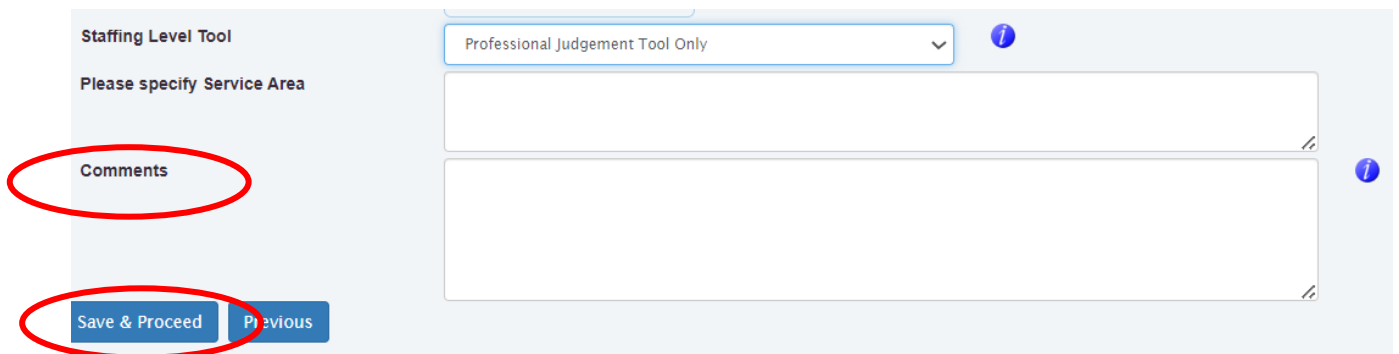 Staffing Level Tool
Professional Judgement Tool Only
Please specify Service Area
Comments
Save & Proceed Previous